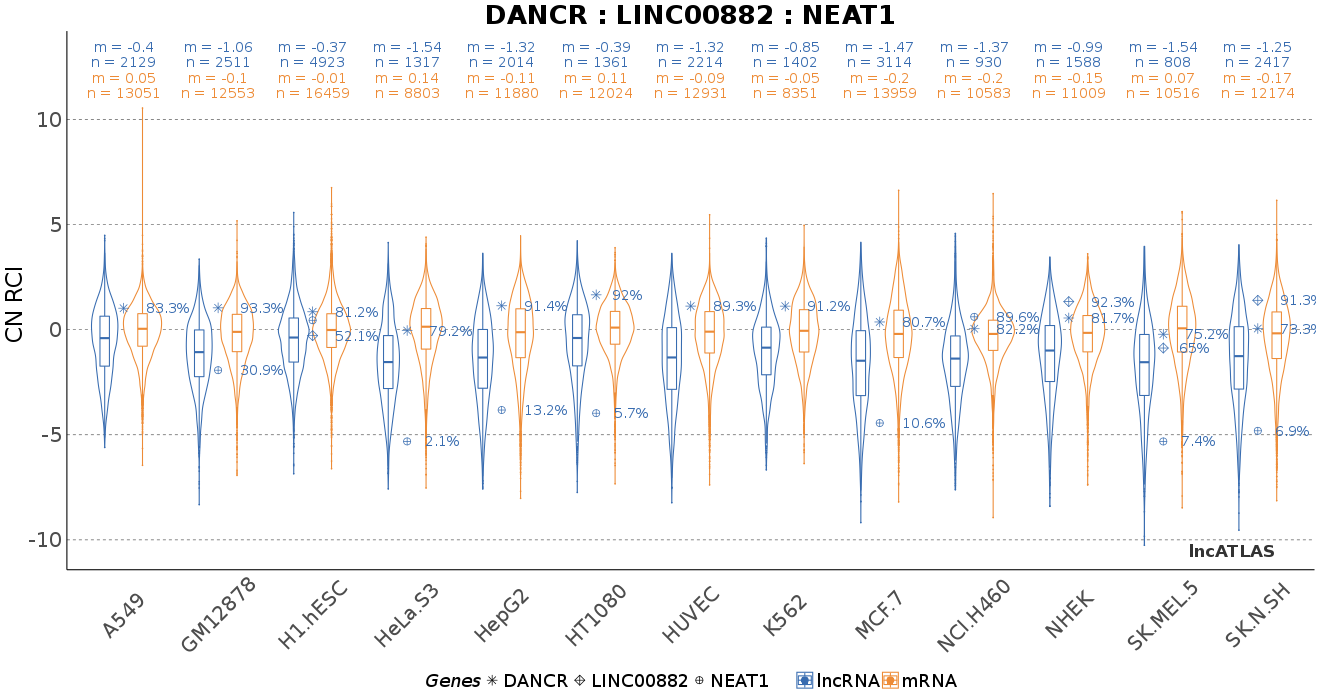 DANCR : LINC00882 : NEAT1
m = -0.4 m = -1.06 m = -0.37 m = -1.54 m = -1.32 m = -0.39 m = -1.32 m = -0.85 m = -1.47 m = -1.37 m = -0.99 m = -1.54 m = -1.25
n = 2129 n = 2511 n = 4923 n = 1317 n = 2014 n = 1361 n = 2214 n = 1402 n = 3114 n = 930 n = 1588 n = 808 n = 2417
m = 0.05 m = -0.1 m = -0.01 m = 0.14 m = -0.11 m = 0.11 m = -0.09 m = -0.05 m = -0.2 m = -0.2 m = -0.15 m = 0.07 m = -0.17
n = 13051 n = 12553 n = 16459 n = 8803 n = 11880 n = 12024 n = 12931 n = 8351 n = 13959 n = 10583 n = 11009 n = 10516 n = 12174
10
5
92% 92.3% 91.3%
83.3% 93.3% 81.2% 91.4% 89.3% 91.2%
80.7% 89.6% 81.7%
0 79.2% 82.2% 73.3%
52.1% 75.2%
65%
30.9%
13.2% 5.7%
10.6%
-5 2.1% 7.4% 6.9%
-10
CN RCI
lncATLAS
A549 GM12878 H1.hESC HeLa.S3 HepG2 HT1080 HUVEC K562 MCF.7 NCI.H460 NHEK SK.MEL.5 SK.N.SH
Genes DANCR LINC00882 NEAT1 lncRNA mRNA